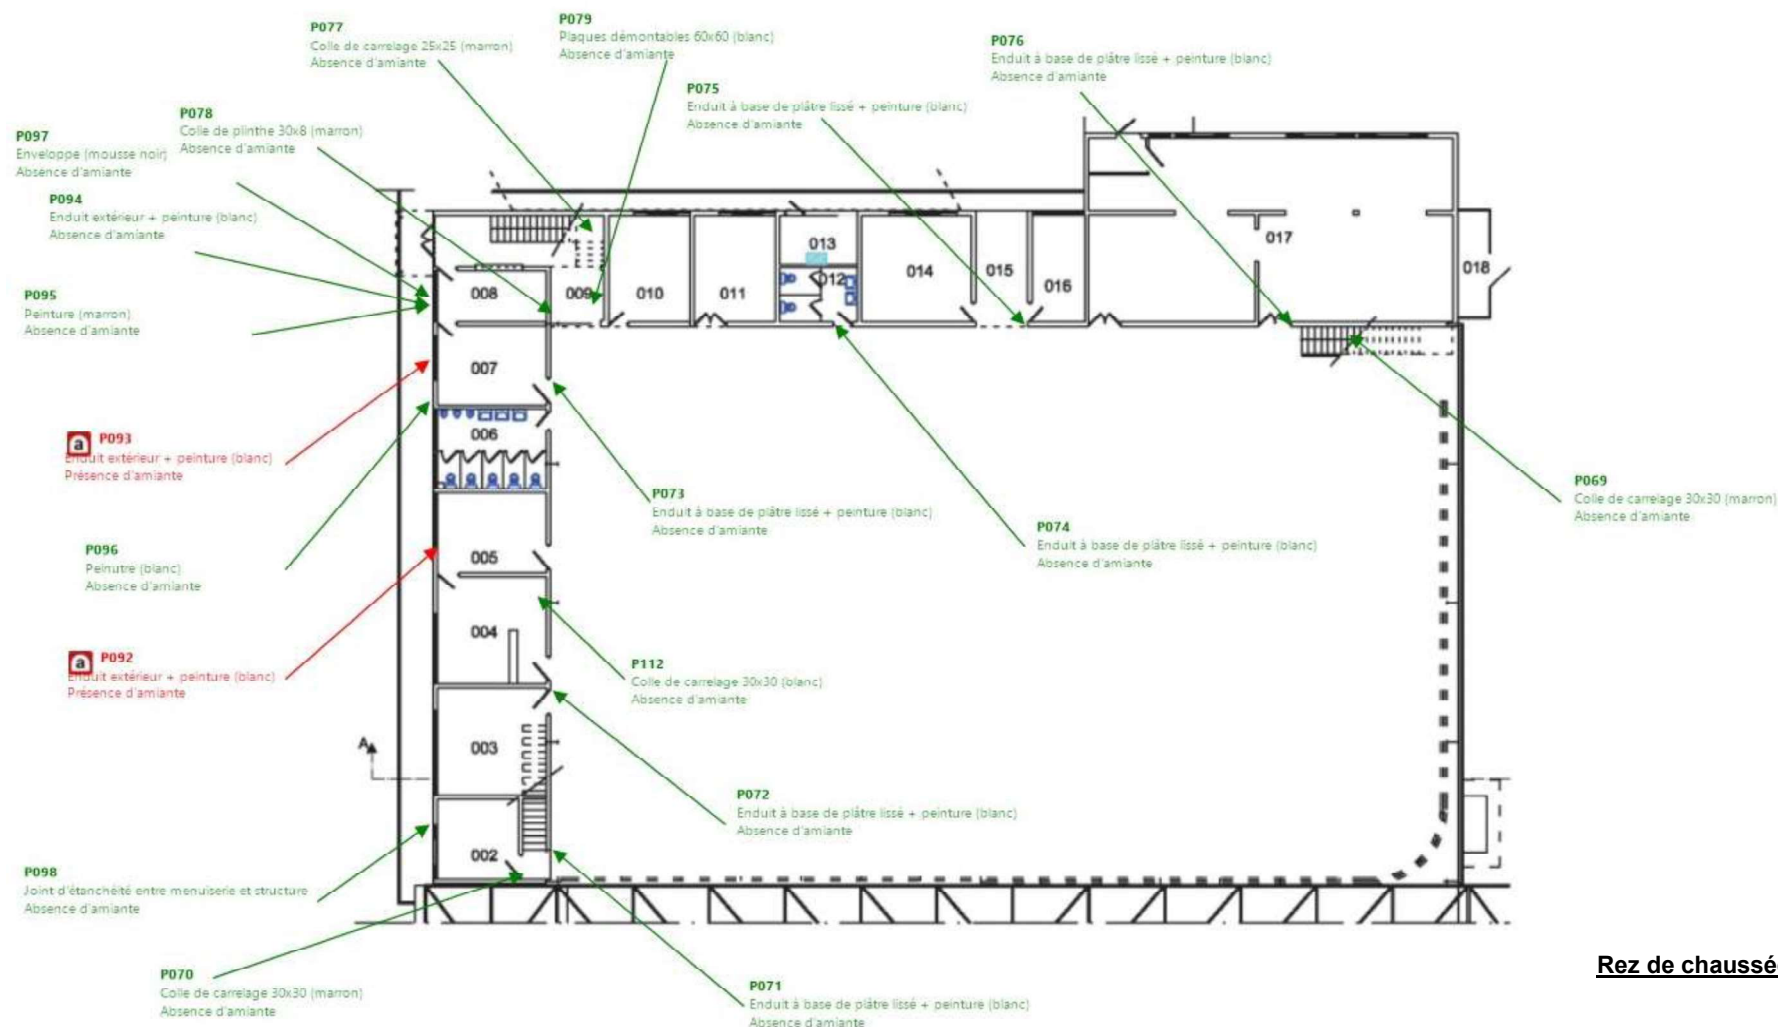 P077
Colle de carrelage 25x25 (marron)
Absence d'amiante
P079
Plaques démontables 60x60 (blanc)
Absence d'amiante
P076
Enduit à base de plâtre lissé + peinture (blanc)
Absence d'amiante
P075
Enduit à base de plâtre lissé + peinture (blanc)
Absence d'amiante
P078
Colle de plinthe 30x8 (marron)
Absence d'amiante
P097
Enveloppe (mousse noir)
Absence d'amiante
P094
Enduit extérieur + peinture (blanc)
Absence d'amiante
P095
Peinture (marron)
Absence d'amiante
008
009
010
011
013
012
014
015
016
017
018
007
a P093
Enduit extérieur + peinture (blanc)
Présence d'amiante
006
P073
Enduit à base de plâtre lissé + peinture (blanc)
Absence d'amiante
P074
Enduit à base de plâtre lissé + peinture (blanc)
Absence d'amiante
P069
Colle de carrelage 30x30 (marron)
Absence d'amiante
P096
Peinutre (blanc)
Absence d'amiante
005
004
a P092
Enduit extérieur + peinture (blanc)
Présence d'amiante
P112
Colle de carrelage 30x30 (blanc)
Absence d'amiante
003
A
P072
Enduit à base de plâtre lissé + peinture (blanc)
Absence d'amiante
002
P098
Joint d'étanchéité entre menuiserie et structure
Absence d'amiante
P070
Colle de carrelage 30x30 (marron)
Absence d'amiante
P071
Enduit à base de plâtre lissé + peinture (blanc)
Absence d'amiante
Rez de chaussé